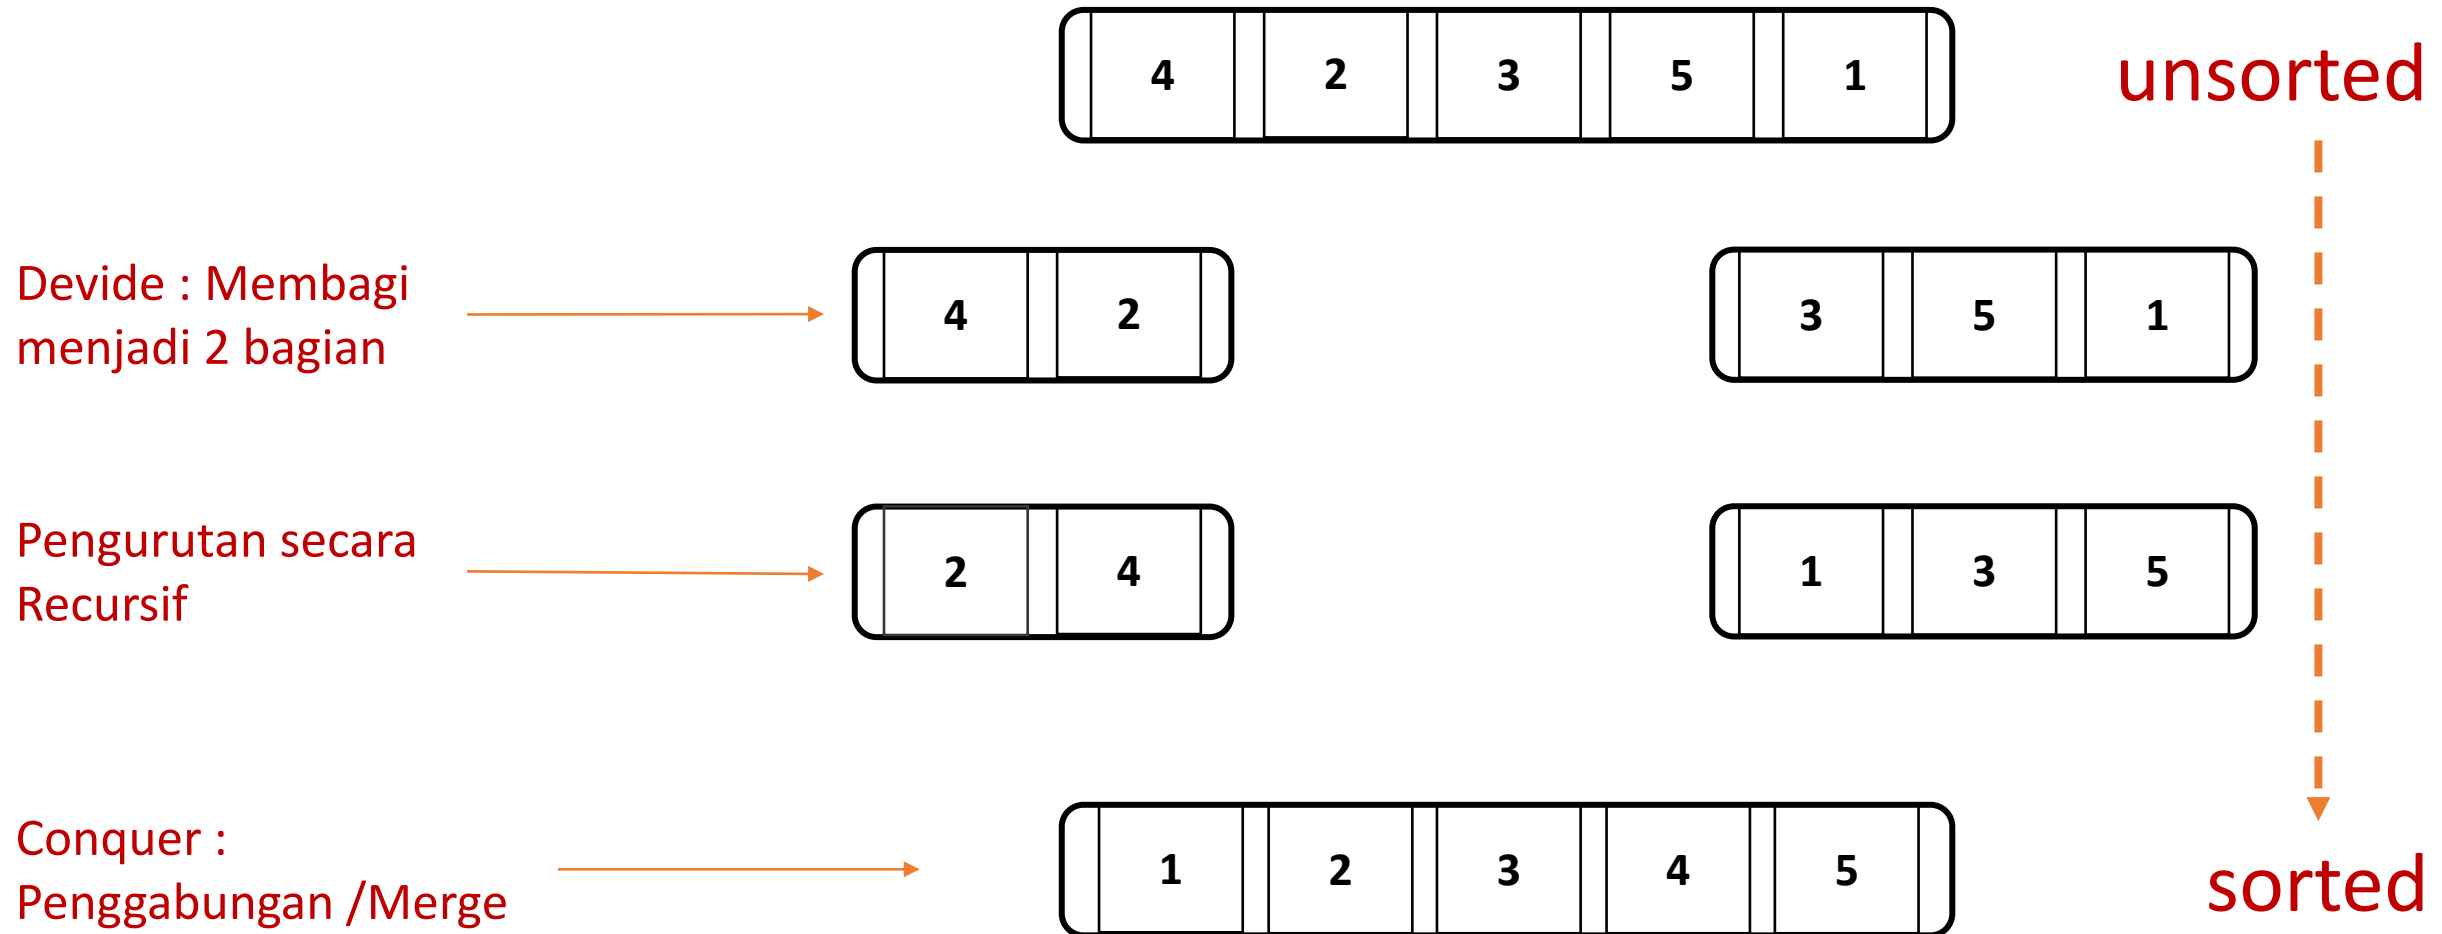 4 2 3 5 1
unsorted
Devide : Membagi
menjadi 2 bagian
4 2
3 5 1
Pengurutan secara
Recursif
2 4
1 3 5
Conquer :
Penggabungan /Merge
1 2 3 4 5
sorted